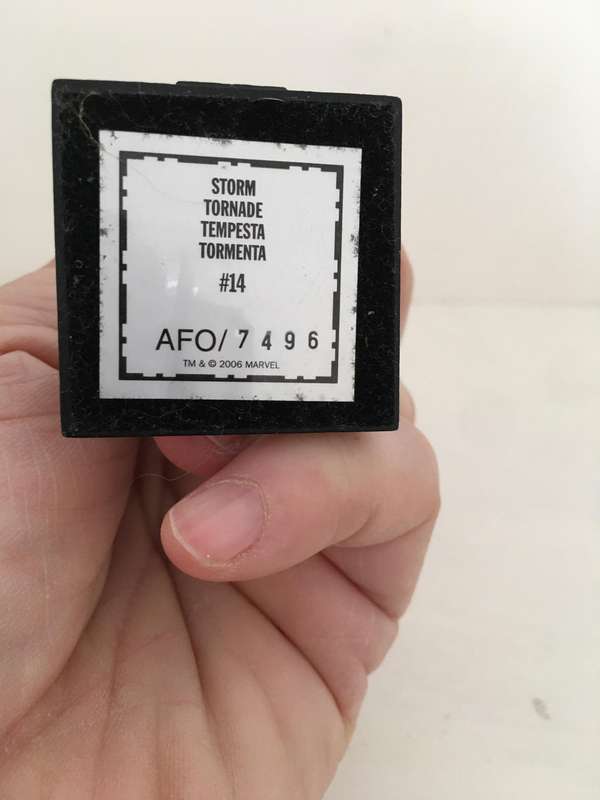 STORM
TORNADE
TEMPESTA
TORMENTA
#14
AFO/ 7 4 9 6
TM & © 2006 MARVEL